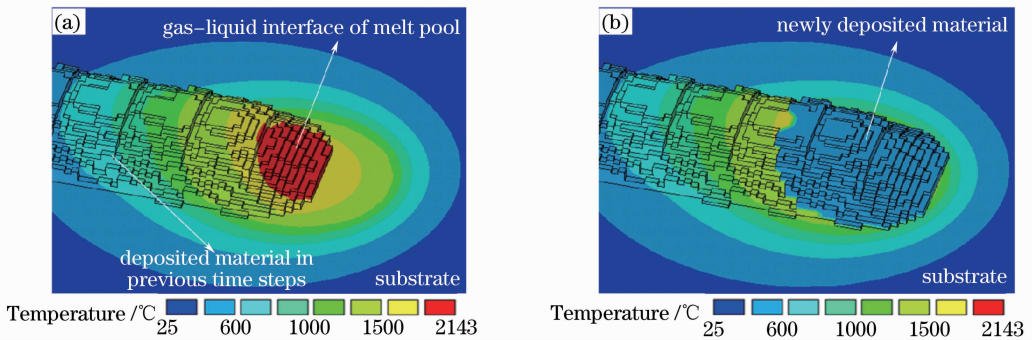 (a)
gas-liquid interface of melt pool
deposited material in
previous time steps
substrate
Temperature /℃
25 600 1000 1500 2143
(b)
newly deposited material
substrate
Temperature /℃
25 600 1000 1500 2143